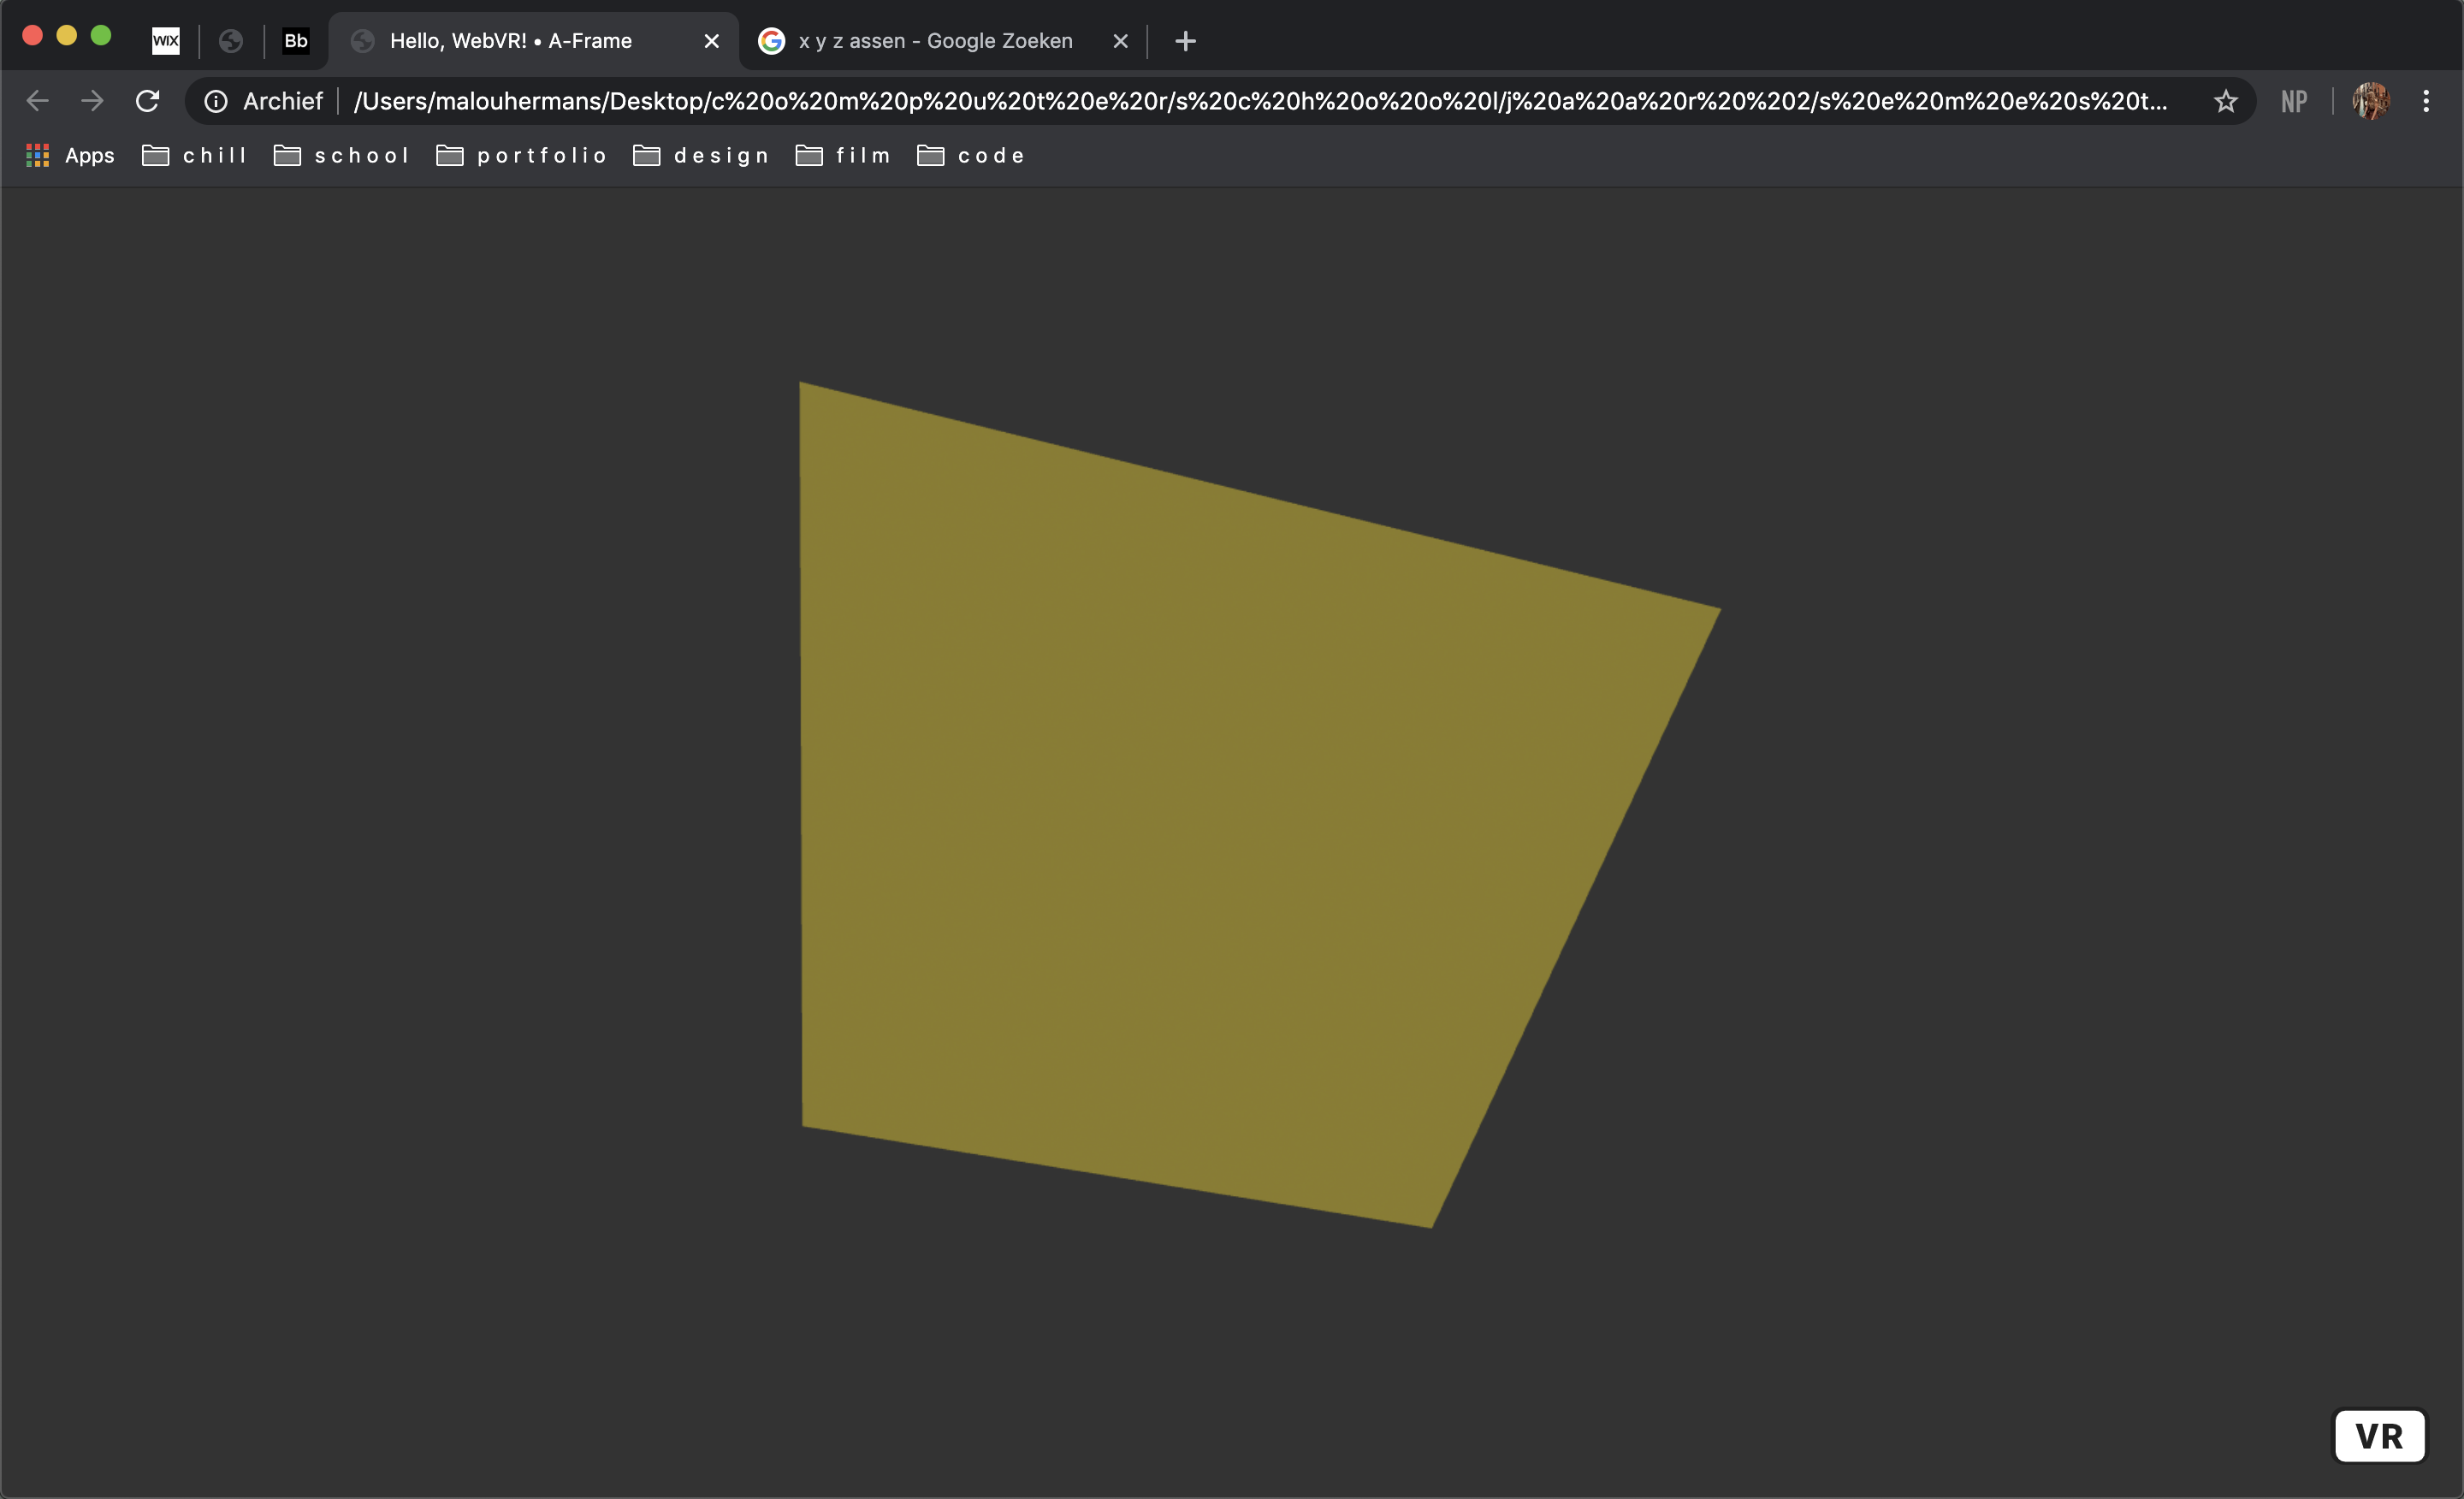 WIX Bb Hello, WebVR! • A-Frame x y z assen - Google Zoeken
Archief /Users/malouhermans/Desktop/c%20o%20m%20p%20u%20t%20e%20r/s%20c%20h%20o%20o%20l/j%20a%20a%20r%20%202/s%20e%20m%20e%20s%20t... NP
Apps c h i l l s c h o o l p o r t f o l i o d e s i g n f i l m c o d e
VR